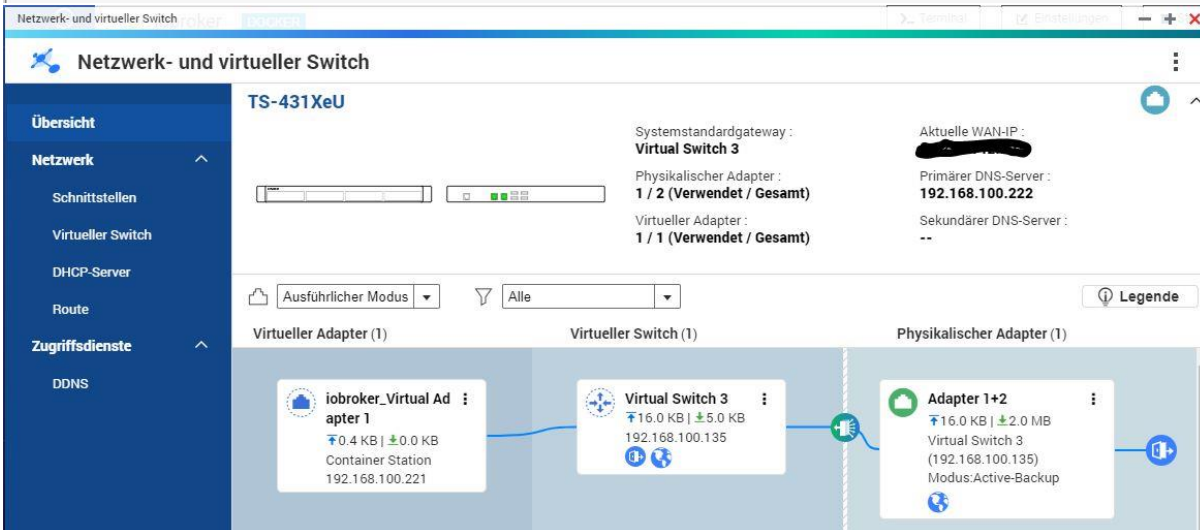 Netzwerk- und virtueller Switch
DOCKER
Terminal
Einstellungen
Netzwerk- und virtueller Switch
TS-431XeU
Übersicht
Netzwerk
Schnittstellen
Virtueller Switch
DHCP-Server
Route
Zugriffsdienste
DDNS
Systemstandardgateway :
Virtual Switch 3
Physikalischer Adapter :
1 / 2 (Verwendet / Gesamt)
Virtueller Adapter :
1 / 1 (Verwendet / Gesamt)
Aktuelle WAN-IP :
Primärer DNS-Server :
192.168.100.222
Sekundärer DNS-Server :
--
Ausführlicher Modus
Alle
Legende
Virtueller Adapter (1)
Virtueller Switch (1)
Physikalischer Adapter (1)
iobroker_Virtual Ad
apter 1
0.4 KB | 0.0 KB
Container Station
192.168.100.221
Virtual Switch 3
16.0 KB | 5.0 KB
192.168.100.135
Adapter 1+2
16.0 KB | 2.0 MB
Virtual Switch 3
(192.168.100.135)
Modus:Active-Backup